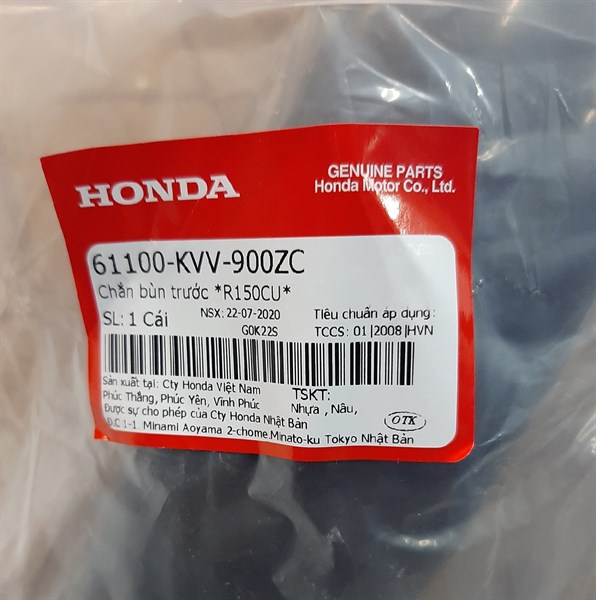 HONDA
GENUINE PARTS
Honda Motor Co., Ltd.
61100-KVV-900ZC
Chắn bùn trước *R150CU*
SL: 1 Cái
NSX: 22-07-2020
G0K22S
Tiêu chuẩn áp dụng:
TCCS: 01|2008|HVN
Sản xuất tại: Cty Honda Việt Nam
Phúc Thắng, Phúc Yên, Vĩnh Phúc
Được sự cho phép của Cty Honda Nhật Bản
Đ.C 1-1. Minami Aoyama 2-chome.Minato-ku Tokyo Nhật Bản
TSKT:
Nhựa , Nâu,
OTK